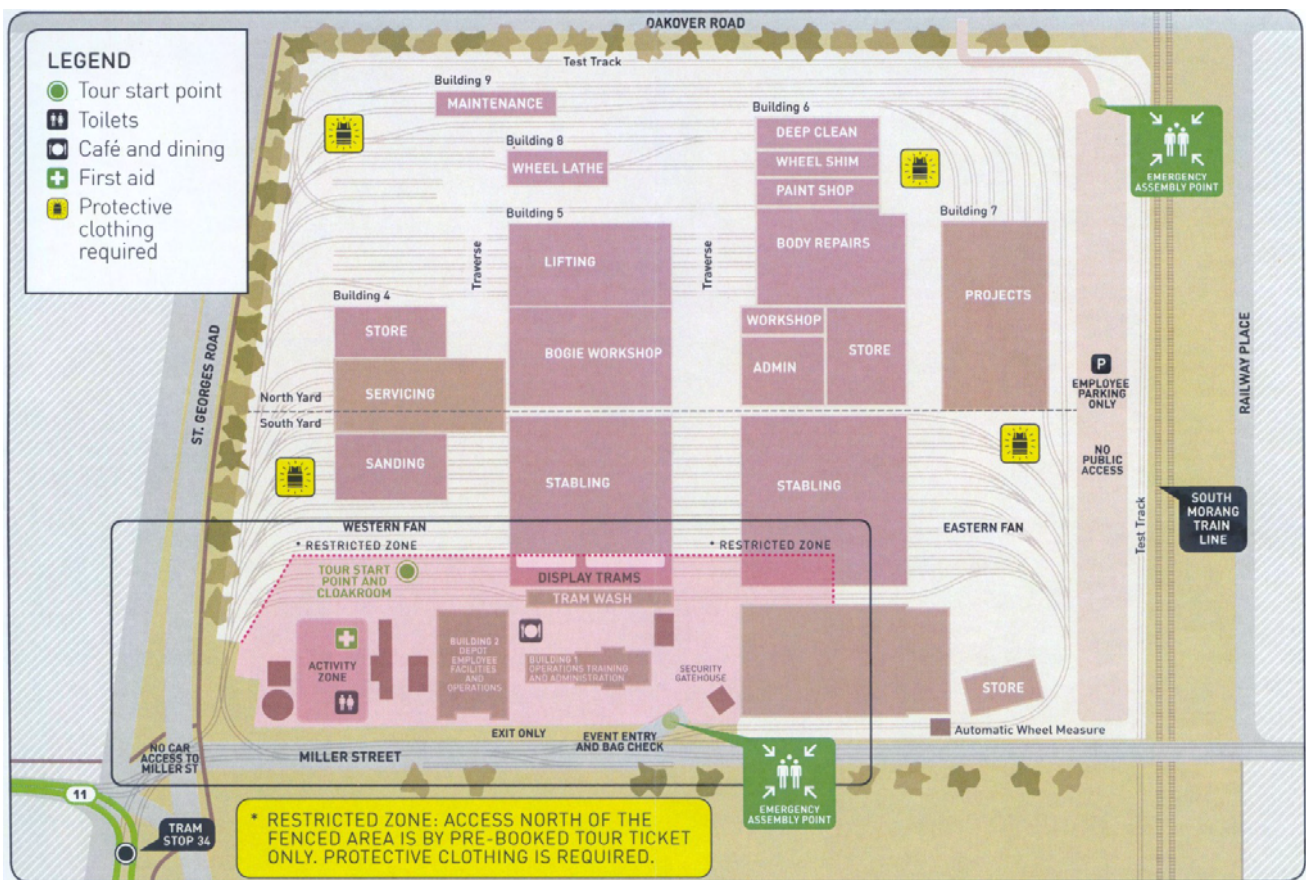 OAKOVER ROAD
LEGEND
Tour start point
Toilets
Café and dining
First aid
Protective
clothing
required
Test Track
Building 9
MAINTENANCE
Building 8
WHEEL LATHE
Building 6
DEEP CLEAN
WHEEL SHIM
PAINT SHOP
BODY REPAIRS
EMERGENCY
ASSEMBLY POINT
Building 5
LIFTING
Traverse
Traverse
Building 7
PROJECTS
Building 4
STORE
BOGIE WORKSHOP
WORKSHOP
ADMIN
STORE
SERVICING
North Yard
South Yard
P
EMPLOYEE
PARKING
ONLY
NO
PUBLIC
ACCESS
ST. GEORGES ROAD
RAILWAY PLACE
SANDING
STABLING
STABLING
SOUTH
MORANG
TRAIN
LINE
Test Track
WESTERN FAN
EASTERN FAN
* RESTRICTED ZONE
* RESTRICTED ZONE
TOUR START
POINT AND
CLOAKROOM
DISPLAY TRAMS
TRAM WASH
ACTIVITY
ZONE
BUILDING 2
DEPOT
EMPLOYEE
FACILITIES
AND
OPERATIONS
BUILDING 1
OPERATIONS TRAINING
AND ADMINISTRATION
SECURITY
GATEHOUSE
STORE
Automatic Wheel Measure
EXIT ONLY
EVENT ENTRY
AND BAG CHECK
NO CAR
ACCESS TO
MILLER ST
MILLER STREET
EMERGENCY
ASSEMBLY POINT
11
TRAM
STOP 34
* RESTRICTED ZONE: ACCESS NORTH OF THE
FENCED AREA IS BY PRE-BOOKED TOUR TICKET
ONLY. PROTECTIVE CLOTHING IS REQUIRED.